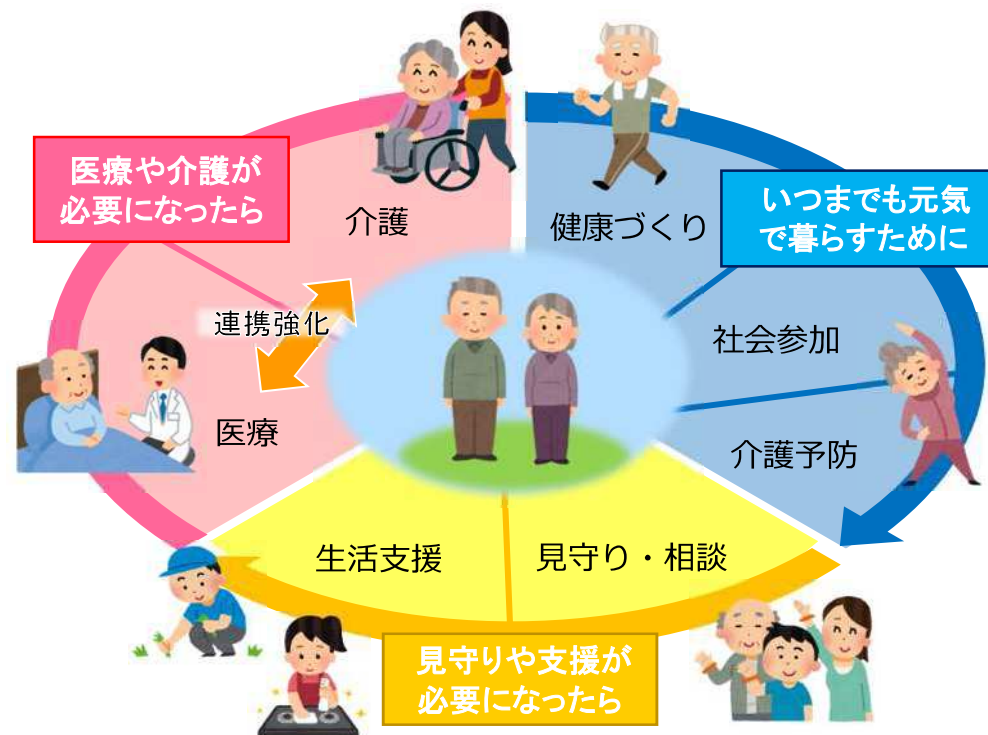 医療や介護が
必要になったら
介護
連携強化
医療
健康づくり
いつまでも元気
で暮らすために
社会参加
介護予防
生活支援
見守り・相談
見守りや支援が
必要になったら